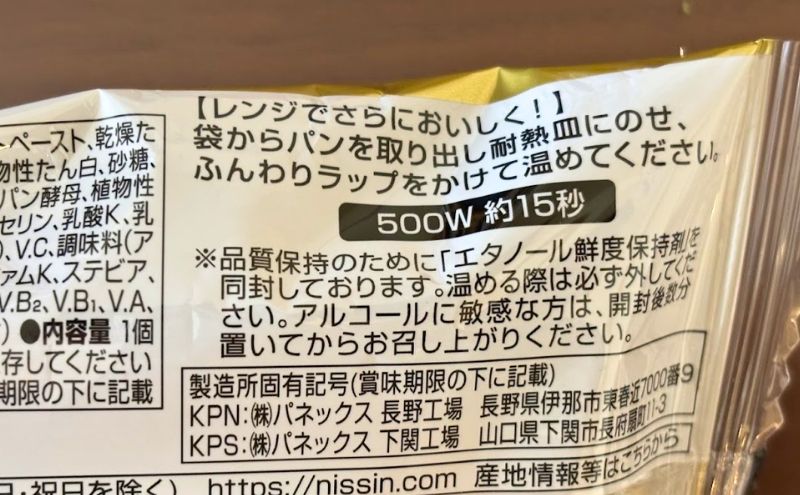 【レンジでさらにおいしく!】
袋からパンを取り出し耐熱皿にのせ、
ふんわりラップをかけて温めてください。
500W 約15秒
※品質保持のために「エタノール鮮度保持剤」を
同封しております。温める際は必ず外してくだ
さい。アルコールに敏感な方は、開封後数分
置いてからお召し上がりください。
ペースト、乾燥た
物性たん白、砂糖、
パン酵母、植物性
セリン、乳酸K、乳
、V.C、調味料(ア
ムK、ステビア、
V.B2、V.B1、V.A、
●内容量 1個
存してください
期限の下に記載
製造所固有記号(賞味期限の下に記載)
KPN:㈱パネックス 長野工場 長野県伊那市東春近7000番9
KPS:㈱パネックス 下関工場 山口県下関市長府扇町11-3
日・祝日を除く) https://nissin.com 産地情報等はこちらから